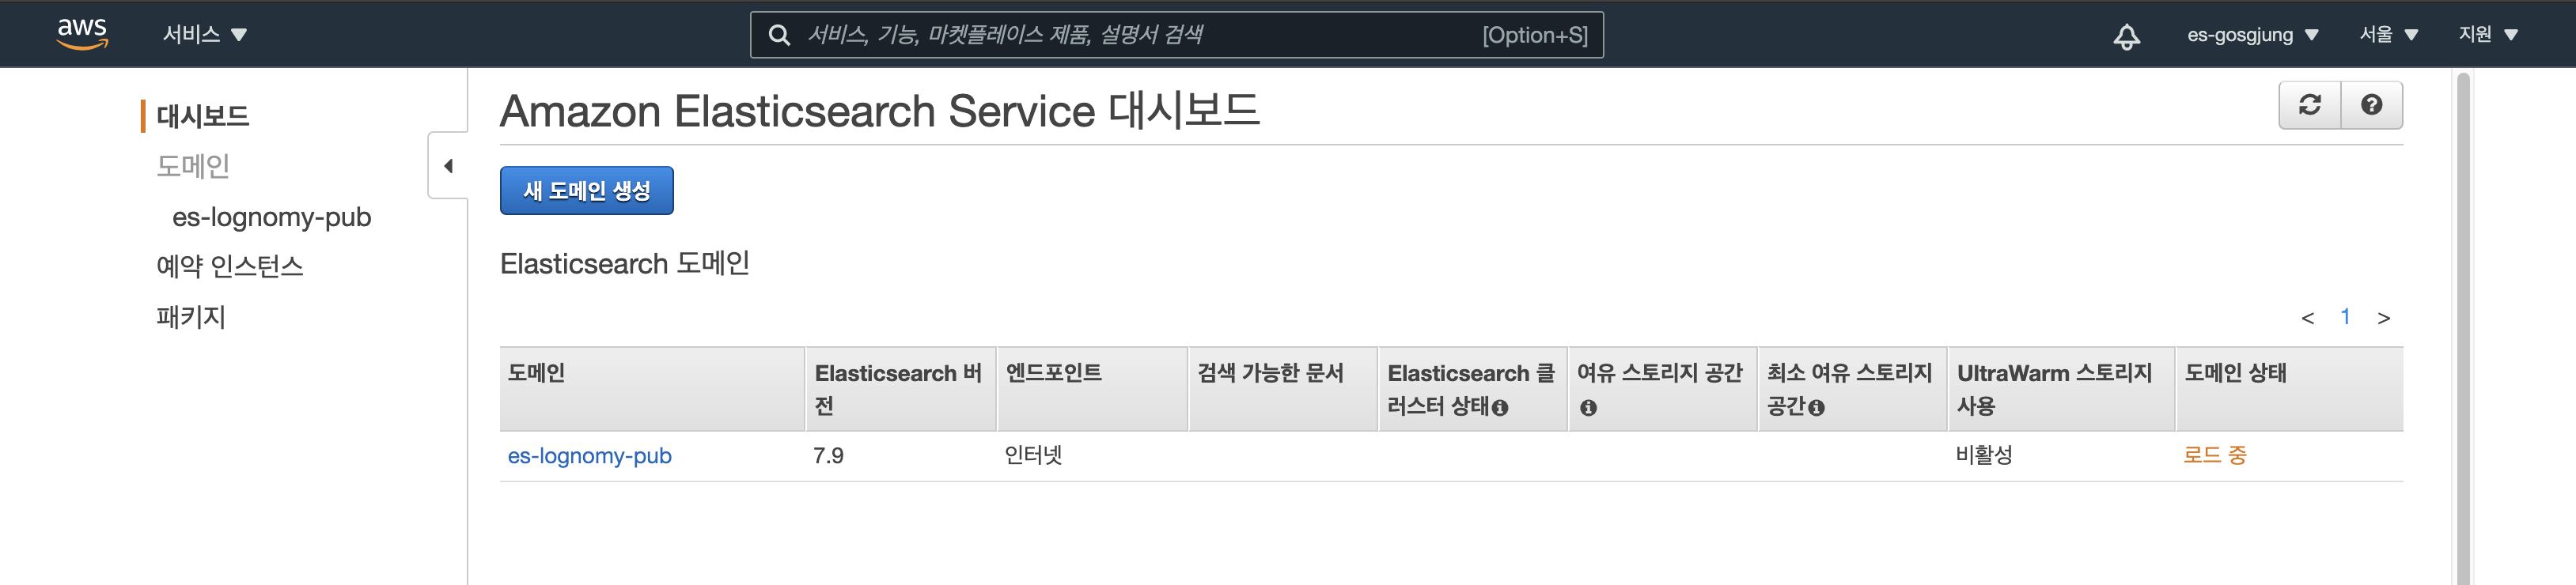 aws
서비스
서비스, 기능, 마켓플레이스 제품, 설명서 검색
[Option+S]
es-gosgjung
서울
지원
대시보드
도메인
es-lognomy-pub
예약 인스턴스
패키지
Amazon Elasticsearch Service 대시보드
새 도메인 생성
Elasticsearch 도메인
< 1 >
도메인
Elasticsearch 버
전
엔드포인트
검색 가능한 문서
Elasticsearch 클
러스터 상태
여유 스토리지 공간
최소 여유 스토리지
공간
UltraWarm 스토리지
사용
도메인 상태
es-lognomy-pub
7.9
인터넷
비활성
로드 중